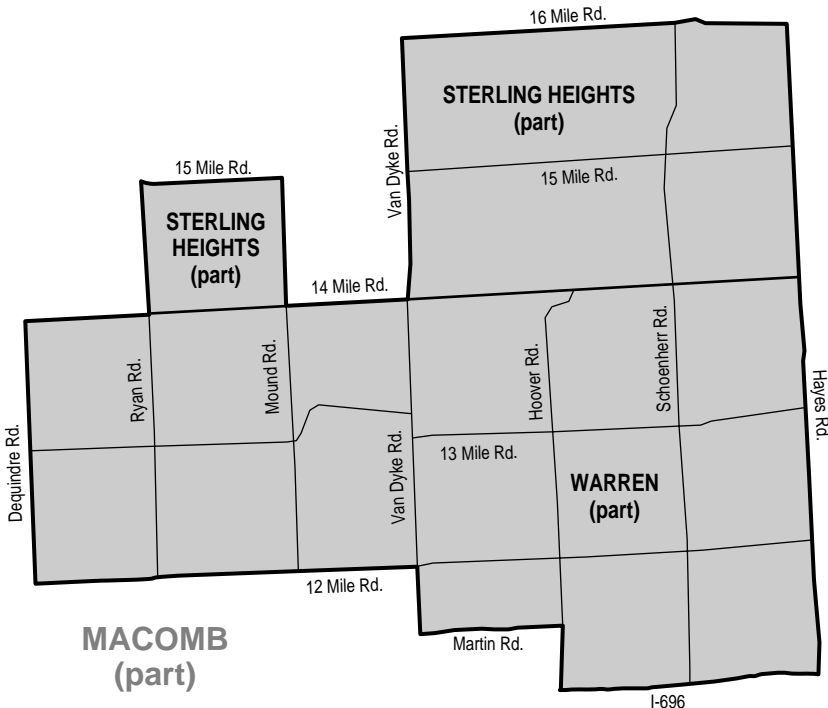 16 Mile Rd.
STERLING HEIGHTS
(part)
Van Dyke Rd.
15 Mile Rd.
15 Mile Rd.
STERLING
HEIGHTS
(part)
14 Mile Rd.
Ryan Rd.
Mound Rd.
Hoover Rd.
Schoenherr Rd.
Hayes Rd.
Dequindre Rd.
Van Dyke Rd.
13 Mile Rd.
WARREN
(part)
12 Mile Rd.
MACOMB
(part)
Martin Rd.
I-696